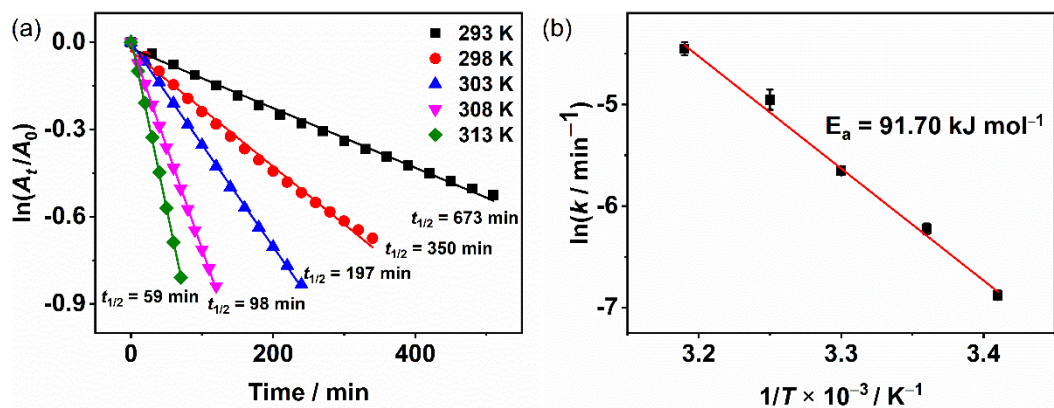 (a)
ln(Aₜ/A₀)
0.0
-0.3
-0.6
-0.9
293 K
298 K
303 K
308 K
313 K
t₁/₂ = 673 min
t₁/₂ = 350 min
t₁/₂ = 197 min
t₁/₂ = 59 min
t₁/₂ = 98 min
0
200
400
Time / min
(b)
ln(k / min⁻¹)
-5
-6
-7
Eₐ = 91.70 kJ mol⁻¹
3.2
3.3
3.4
1/T × 10⁻³ / K⁻¹